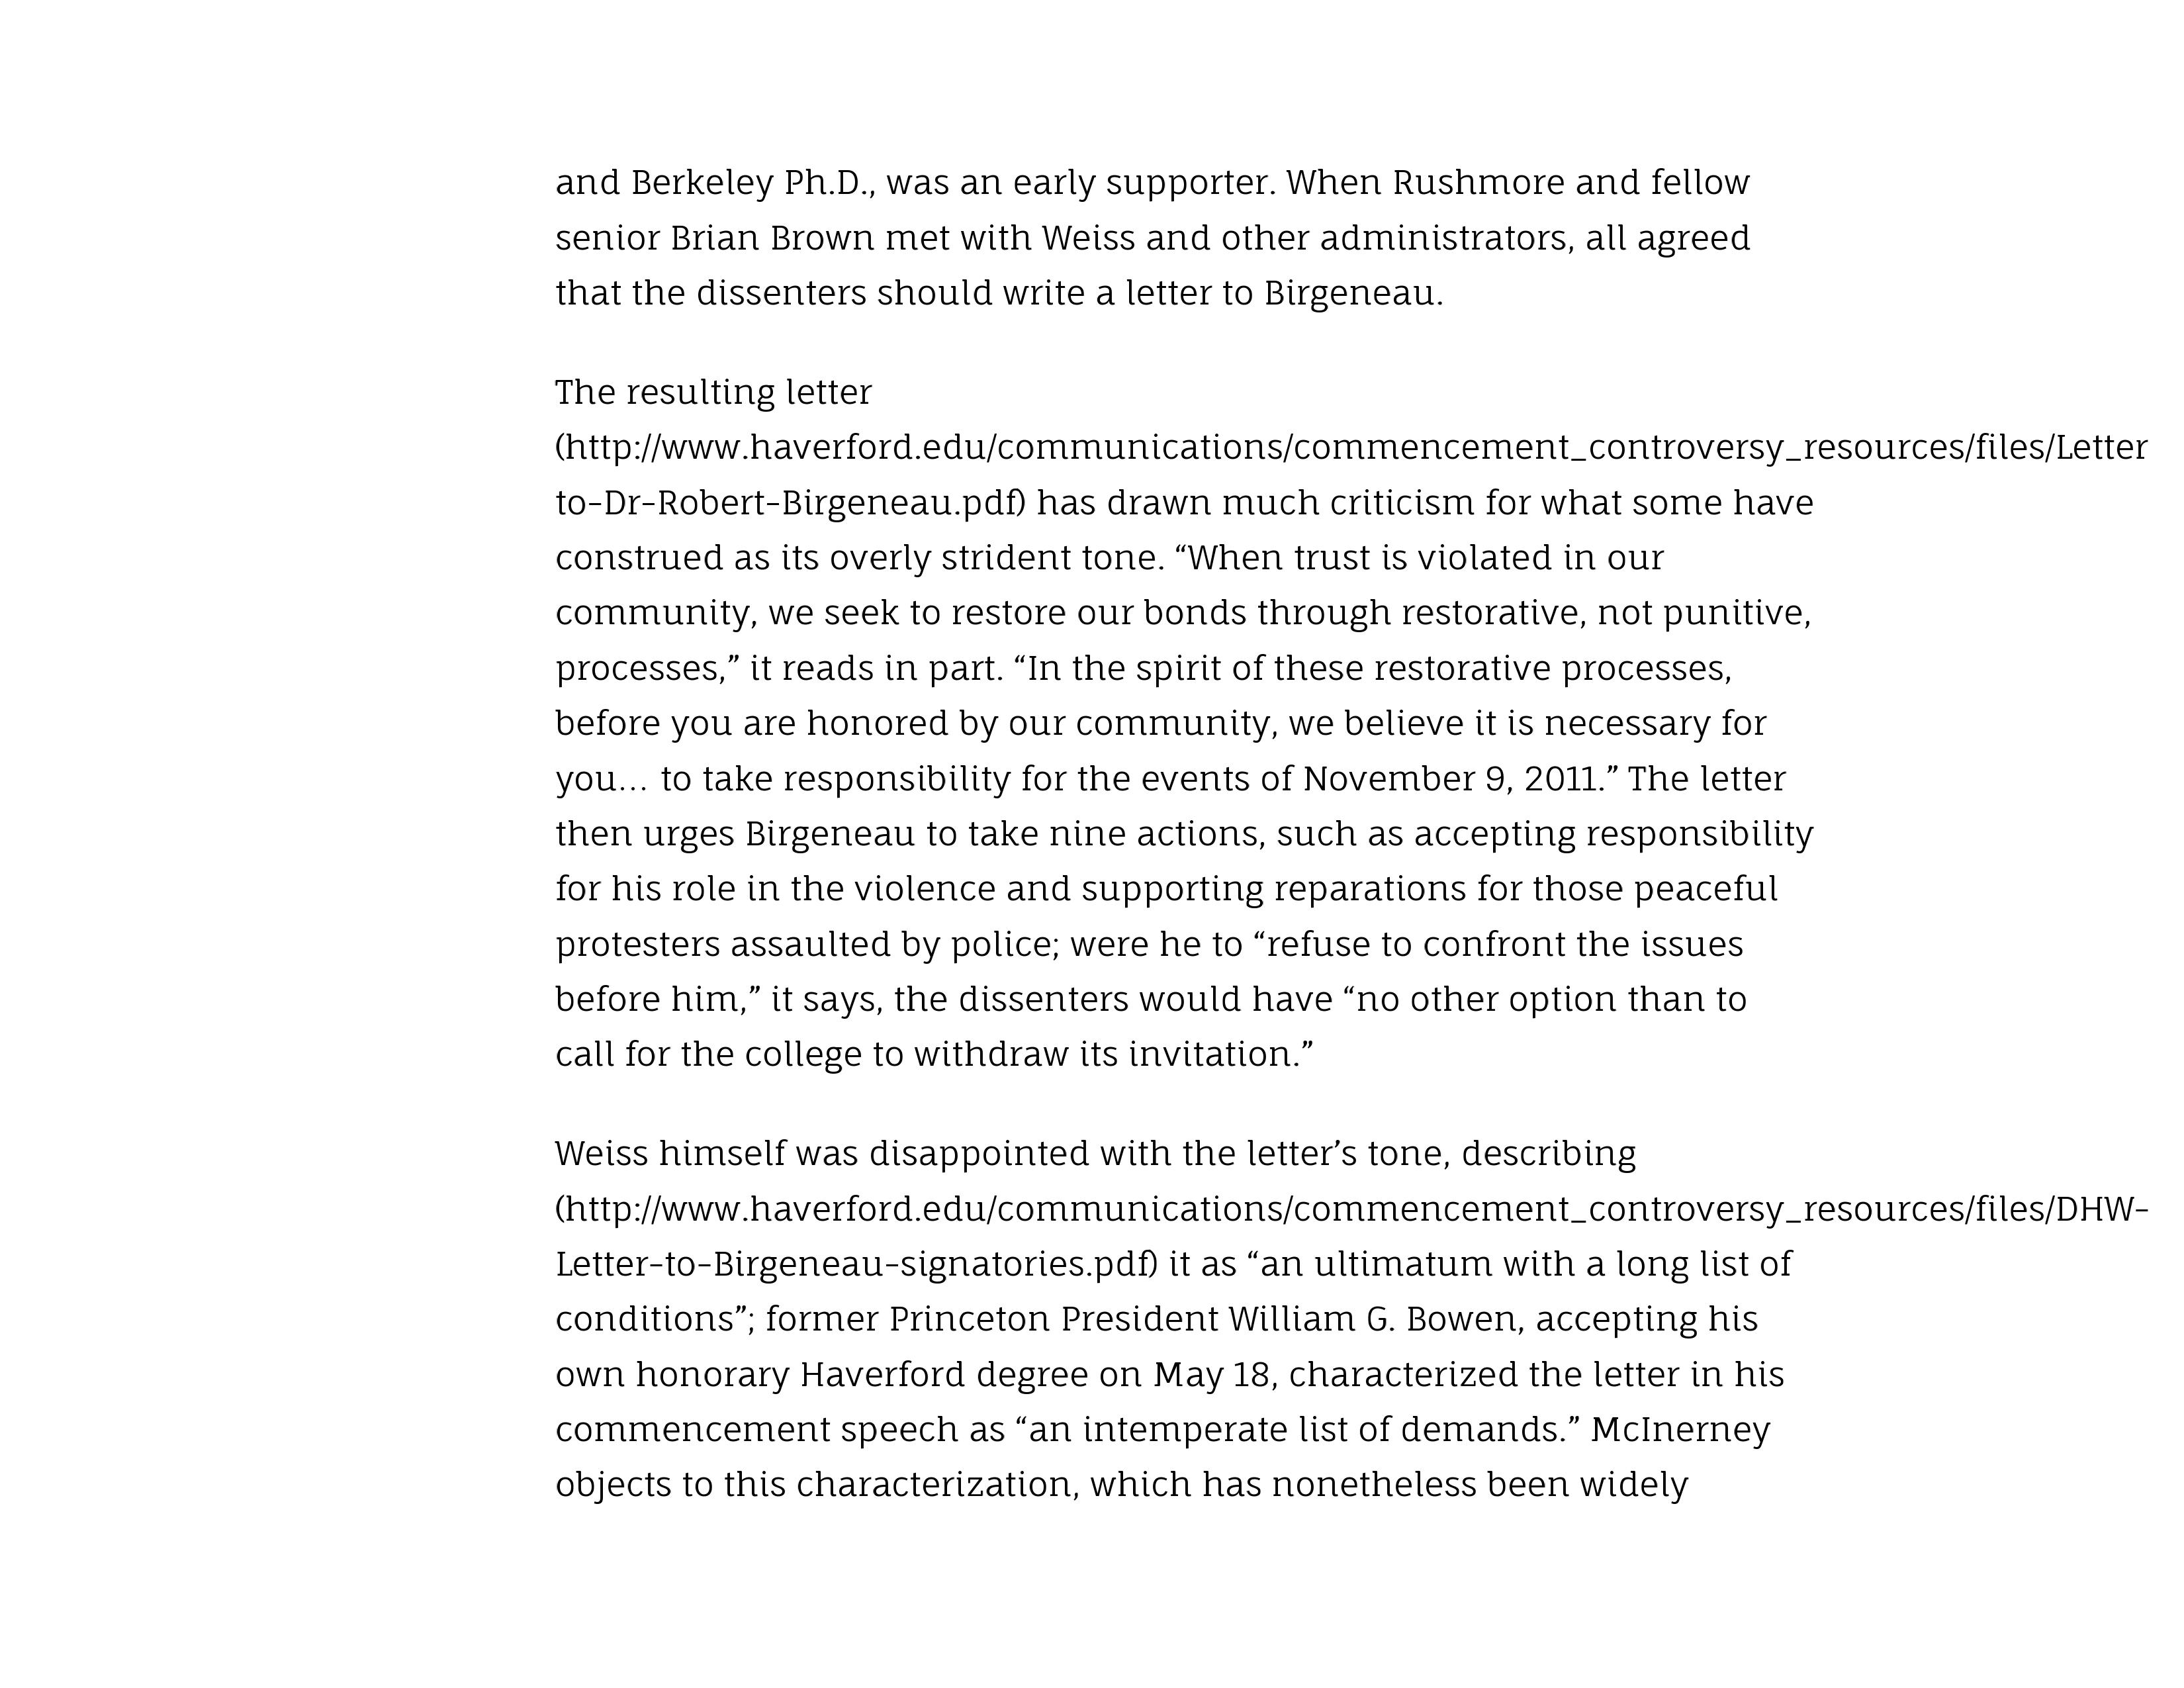 and Berkeley Ph.D., was an early supporter. When Rushmore and fellow
senior Brian Brown met with Weiss and other administrators, all agreed
that the dissenters should write a letter to Birgeneau.
The resulting letter
(http://www.haverford.edu/communications/commencement_controversy_resources/files/Letter
to-Dr-Robert-Birgeneau.pdf) has drawn much criticism for what some have
construed as its overly strident tone. “When trust is violated in our
community, we seek to restore our bonds through restorative, not punitive,
processes,” it reads in part. “In the spirit of these restorative processes,
before you are honored by our community, we believe it is necessary for
you… to take responsibility for the events of November 9, 2011.” The letter
then urges Birgeneau to take nine actions, such as accepting responsibility
for his role in the violence and supporting reparations for those peaceful
protesters assaulted by police; were he to “refuse to confront the issues
before him,” it says, the dissenters would have “no other option than to
call for the college to withdraw its invitation.”
Weiss himself was disappointed with the letter’s tone, describing
(http://www.haverford.edu/communications/commencement_controversy_resources/files/DHW-
Letter-to-Birgeneau-signatories.pdf) it as “an ultimatum with a long list of
conditions”; former Princeton President William G. Bowen, accepting his
own honorary Haverford degree on May 18, characterized the letter in his
commencement speech as “an intemperate list of demands.” McInerney
objects to this characterization, which has nonetheless been widely